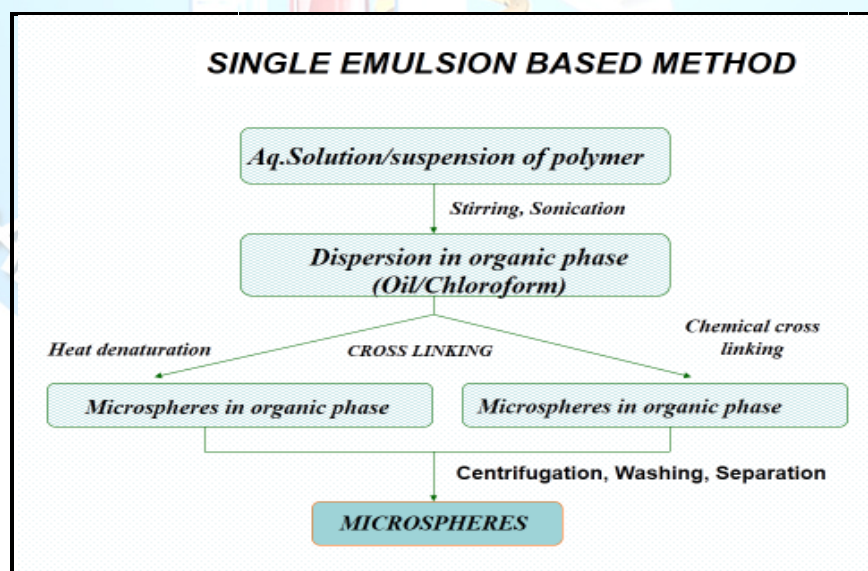 SINGLE EMULSION BASED METHOD
Aq.Solution/suspension of polymer
Stirring, Sonication
Dispersion in organic phase
(Oil/Chloroform)
Heat denaturation
CROSS LINKING
Chemical cross
linking
Microspheres in organic phase
Microspheres in organic phase
Centrifugation, Washing, Separation
MICROSPHERES